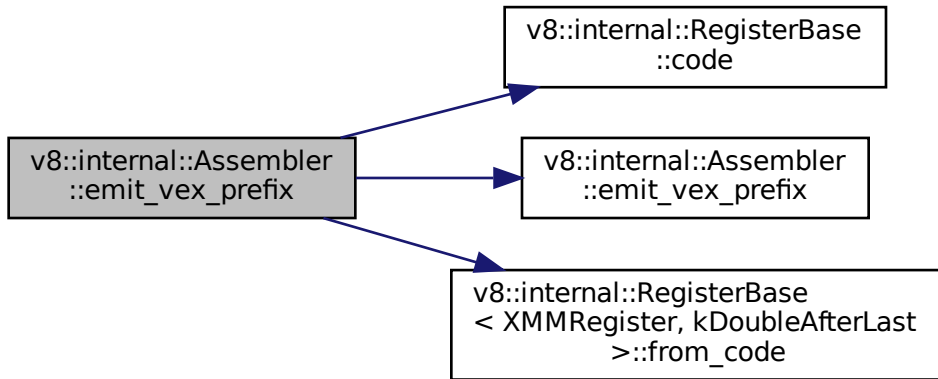 v8::internal::RegisterBase
::code
v8::internal::Assembler
::emit_vex_prefix
v8::internal::Assembler
::emit_vex_prefix
v8::internal::RegisterBase
< XMMRegister, kDoubleAfterLast
>::from_code